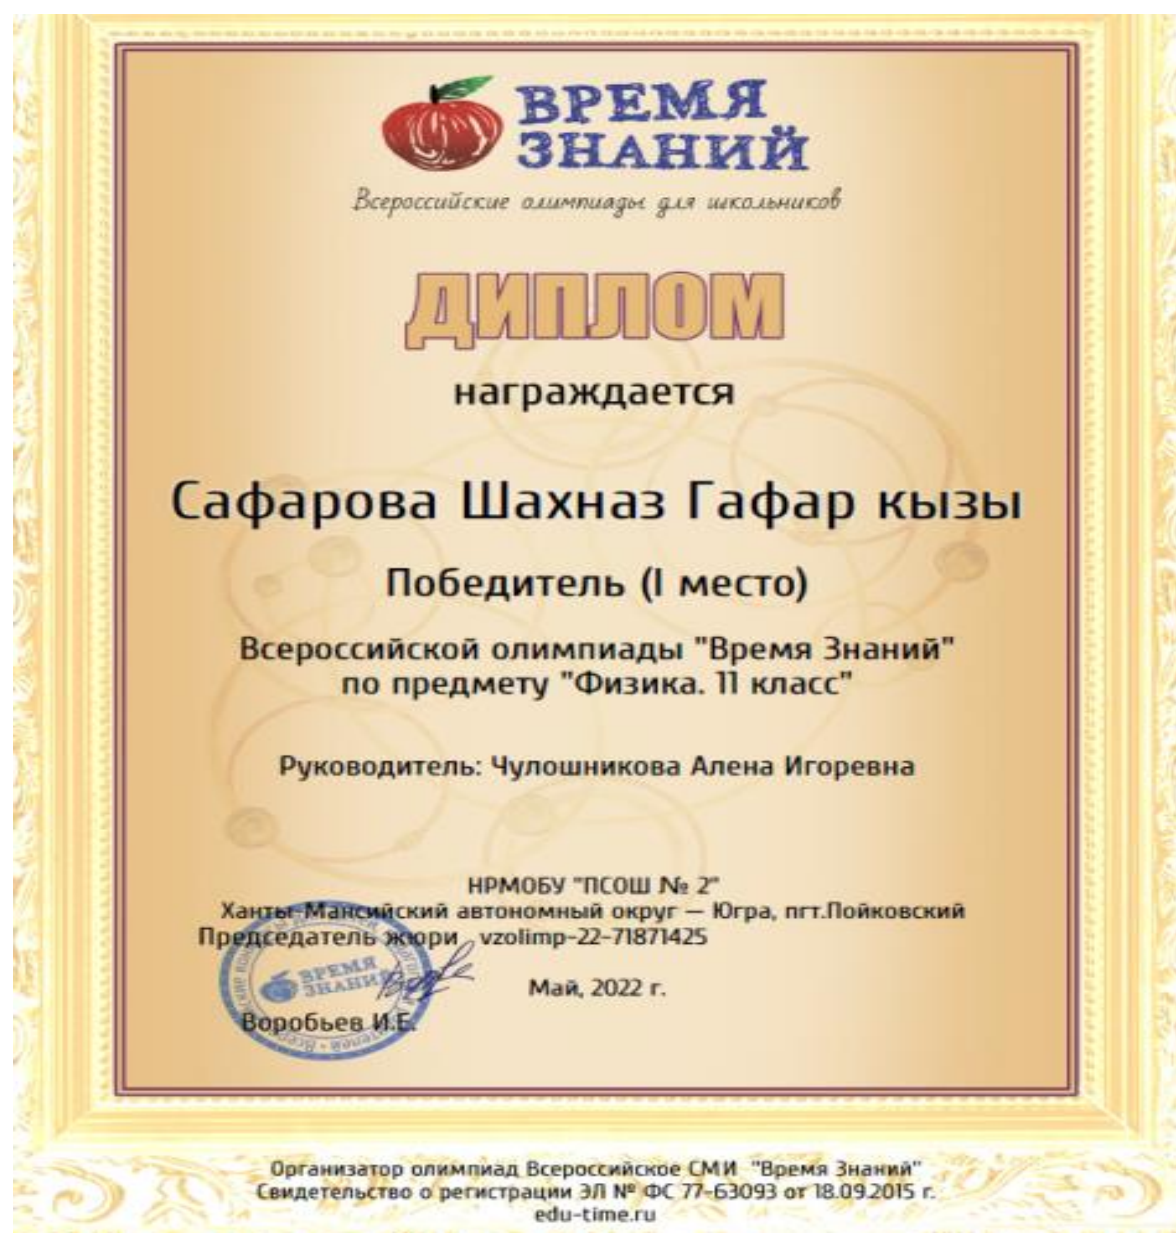 ВРЕМЯ
ЗНАНИЙ
Всероссийские олимпиады для школьников
ДИПЛОМ
награждается
Сафарова Шахназ Гафар кызы
Победитель (I место)
Всероссийской олимпиады "Время Знаний"
по предмету "Физика. 11 класс"
Руководитель: Чулошникова Алена Игоревна
НРМОБУ "ПСОШ № 2"
Ханты-Мансийский автономный округ — Югра, пгт.Пойковский
Председатель жюри vzolimp-22-71871425
ВРЕМЯ
ЗНАНИЙ
Май, 2022 г.
Воробьев И.Е.
Организатор олимпиад Всероссийское СМИ "Время Знаний"
Свидетельство о регистрации ЭЛ № ФС 77-63093 от 18.09.2015 г.
edu-time.ru